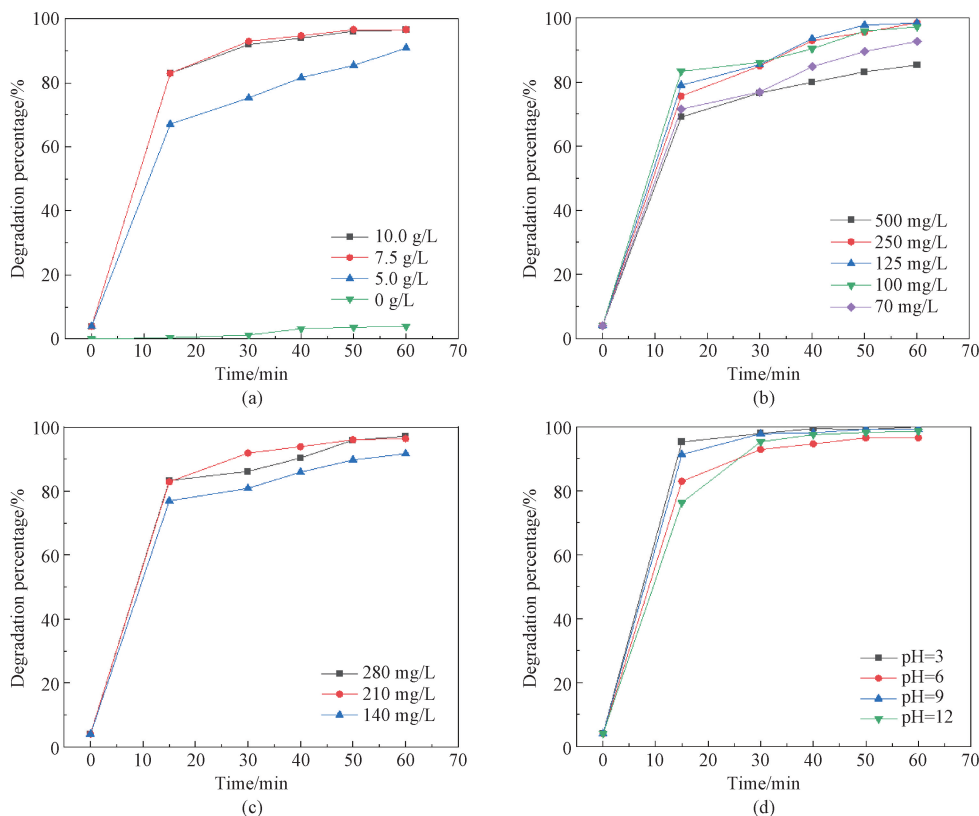 100
80
60
40
20
0
Degradation percentage/%
10.0 g/L
7.5 g/L
5.0 g/L
0 g/L
0 10 20 30 40 50 60 70
Time/min
(a)
100
80
60
40
20
0
Degradation percentage/%
500 mg/L
250 mg/L
125 mg/L
100 mg/L
70 mg/L
0 10 20 30 40 50 60 70
Time/min
(b)
100
80
60
40
20
0
Degradation percentage/%
280 mg/L
210 mg/L
140 mg/L
0 10 20 30 40 50 60 70
Time/min
(c)
100
80
60
40
20
0
Degradation percentage/%
pH=3
pH=6
pH=9
pH=12
0 10 20 30 40 50 60 70
Time/min
(d)